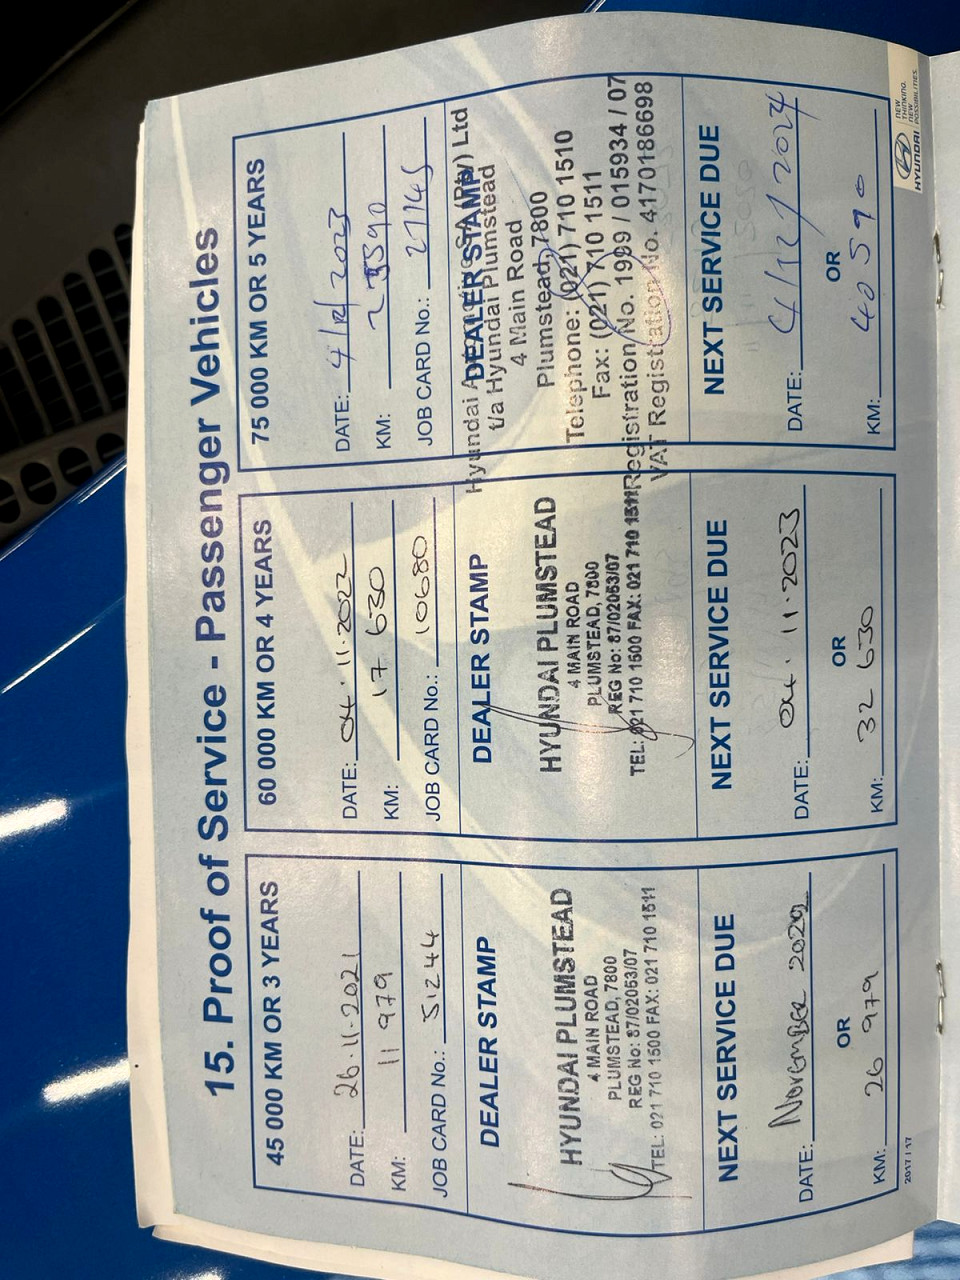 15. Proof of Service - Passenger Vehicles
45 000 KM OR 3 YEARS
DATE: 26-11-2021
KM: 11 979
JOB CARD No.: 51244
DEALER STAMP
HYUNDAI PLUMSTEAD
4 MAIN ROAD
PLUMSTEAD, 7800
REG No: 87/02053/07
TEL: 021 710 1500 FAX: 021 710 1511
NEXT SERVICE DUE
DATE: NOVEMBER
OR
KM: 26 979
60 000 KM OR 4 YEARS
DATE: 04.11.2022
KM: 17 630
JOB CARD No.: 10680
DEALER STAMP
HYUNDAI PLUMSTEAD
4 MAIN ROAD
PLUMSTEAD, 7800
REG No: 87/02053/07
TEL: 021 710 1500 FAX: 021 710 1511
NEXT SERVICE DUE
DATE: 04.11.2023
OR
KM: 32 630
75 000 KM OR 5 YEARS
DATE: 4/12/2023
KM:
JOB CARD No.: 27145
DEALER STAMP
Hyundai (Pty) Ltd
t/a Hyundai Plumstead
4 Main Road
Plumstead, 7800
Telephone: (021) 710 1510
Fax: (021) 710 1511
Registration No. 1999 / 015934 / 07
VAT Registration No. 4170186698
NEXT SERVICE DUE
DATE: 4/12/2024
OR
KM: 40590
2017/17
HYUNDAI
NEW
THINKING.
NEW
POSSIBILITIES.